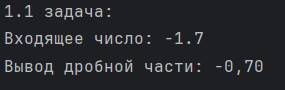 1.1 задача:
Входящее число: -1.7
Вывод дробной части: -0,70